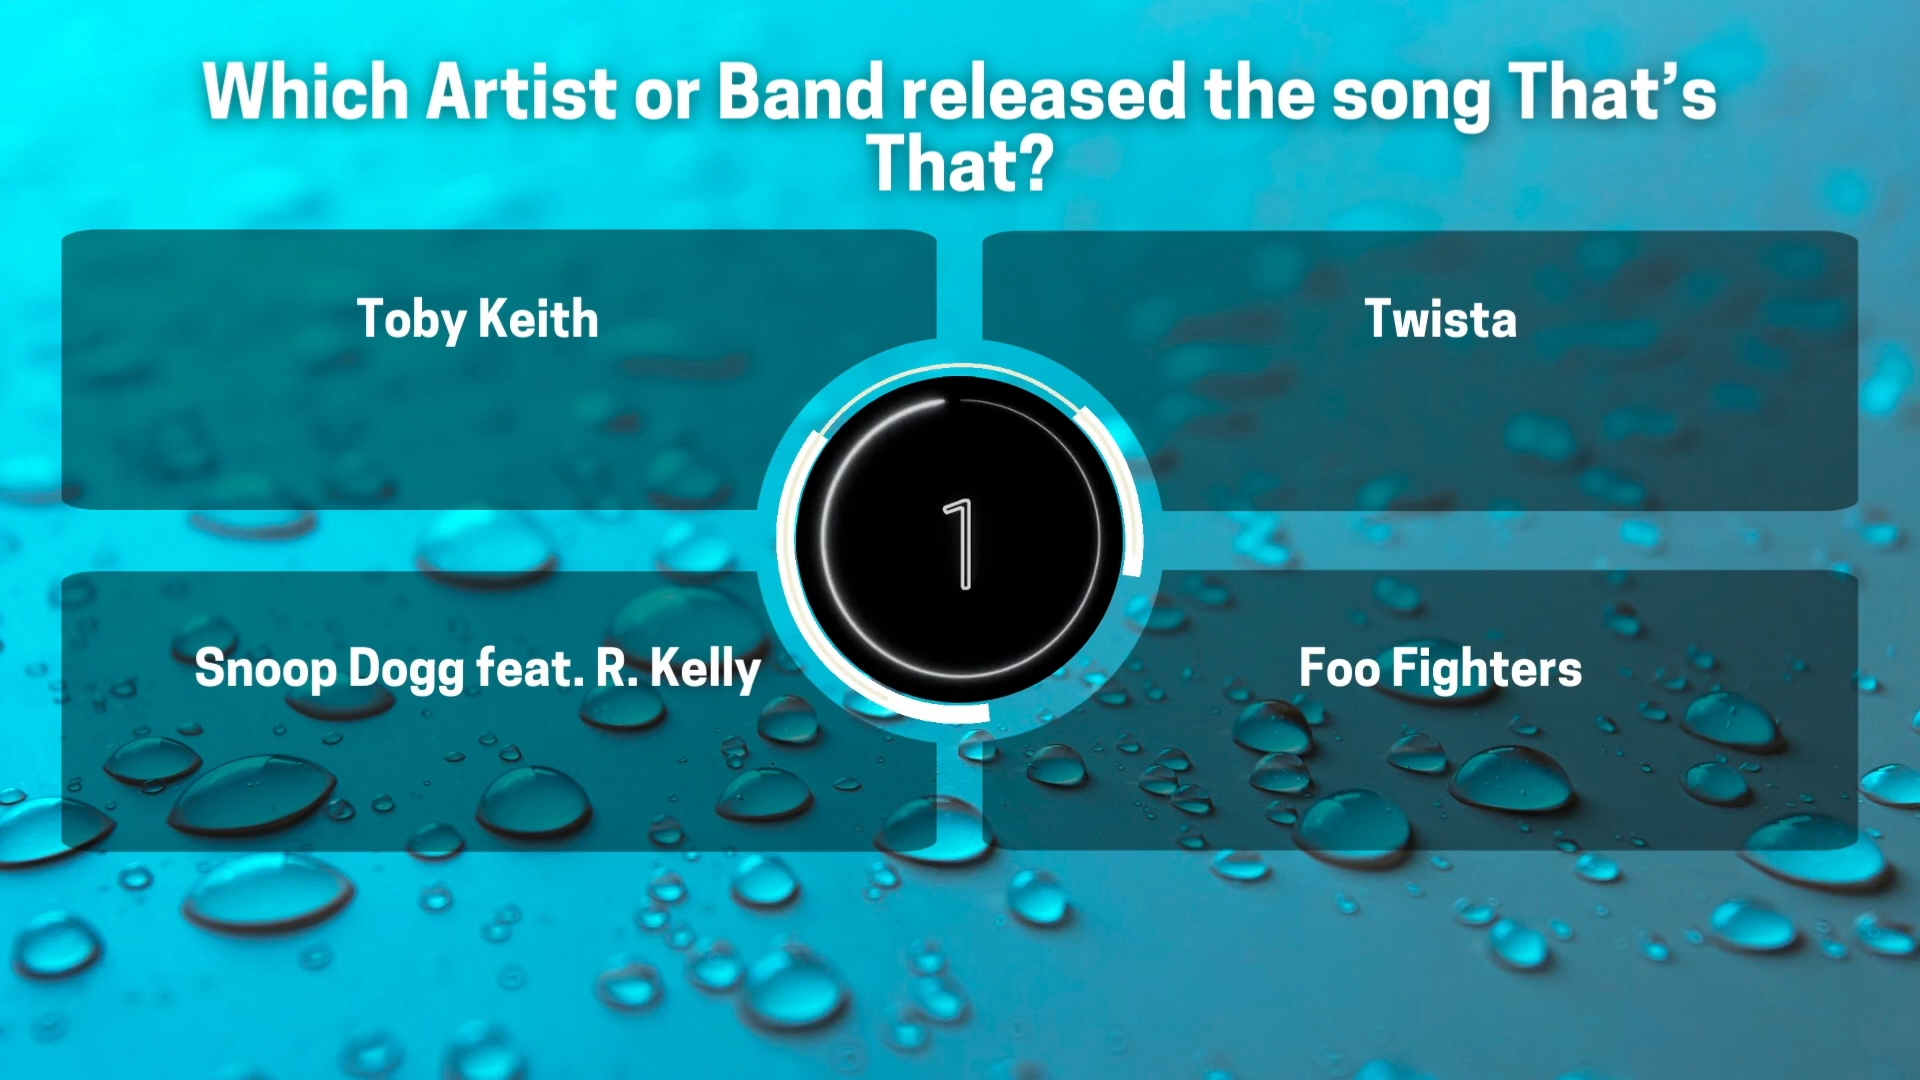 Which Artist or Band released the song That’s
That?
Toby Keith
Twista
1
Snoop Dogg feat. R. Kelly
Foo Fighters